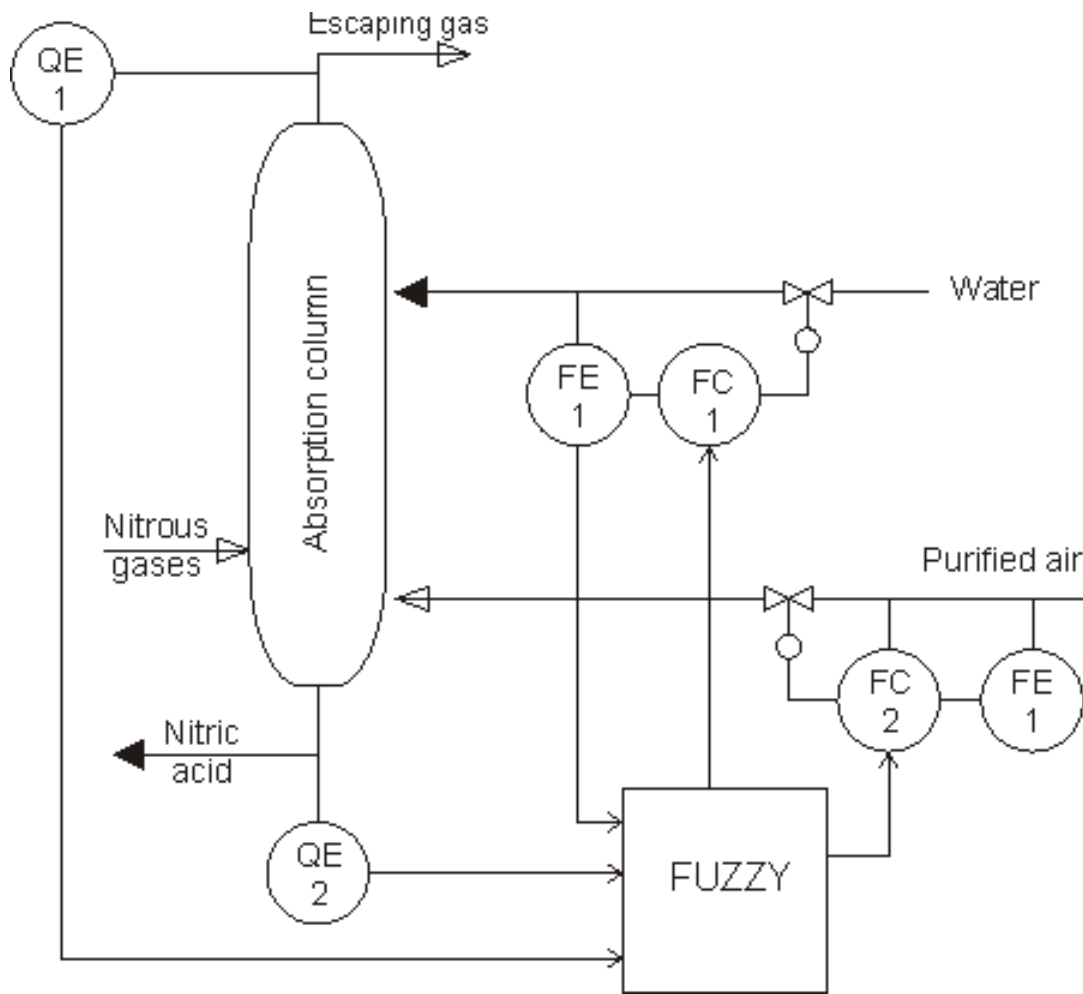 Escaping gas
QE
1
Water
FE
1
FC
1
Absorption column
Nitrous
gases
Purified air
FC
2
FE
1
Nitric
acid
QE
2
FUZZY